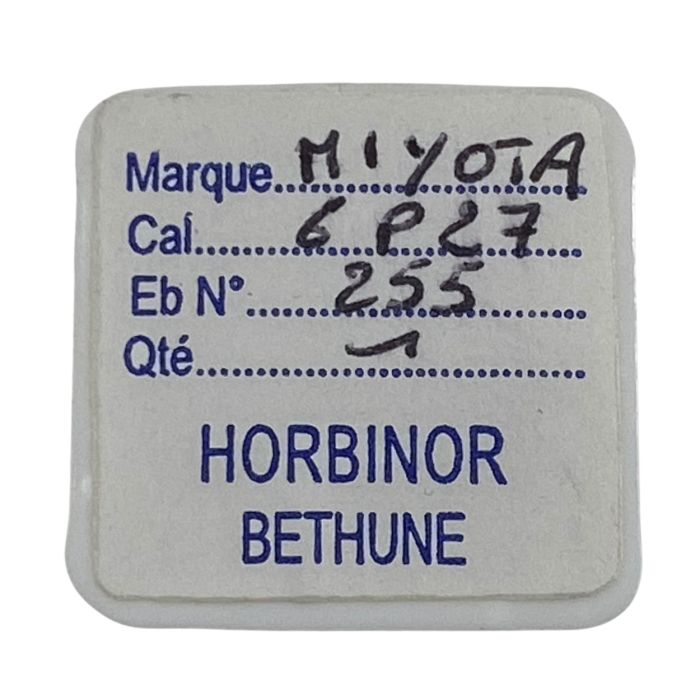 Marque MIYOTA
Cal 6P27
Eb N° 255
Qté 1
HORBINOR
BETHUNE